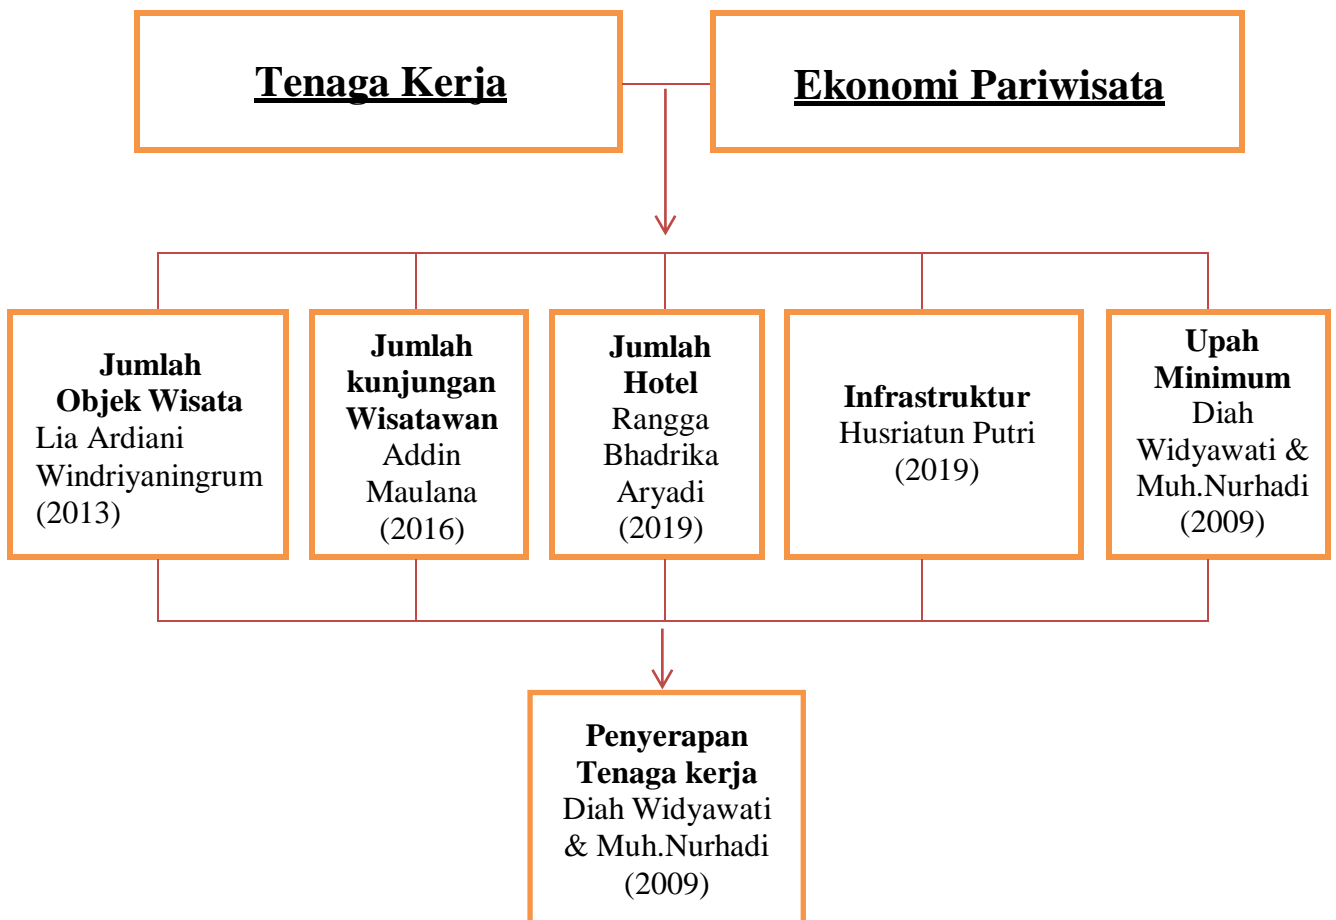 Tenaga Kerja
Ekonomi Pariwisata
Jumlah
Objek Wisata
Lia Ardiani
Windriyaningrum
(2013)
Jumlah
kunjungan
Wisatawan
Addin
Maulana
(2016)
Jumlah
Hotel
Rangga
Bhadrika
Aryadi
(2019)
Infrastruktur
Husriatun Putri
(2019)
Upah
Minimum
Diah
Widyawati &
Muh.Nurhadi
(2009)
Penyerapan
Tenaga kerja
Diah Widyawati
& Muh.Nurhadi
(2009)